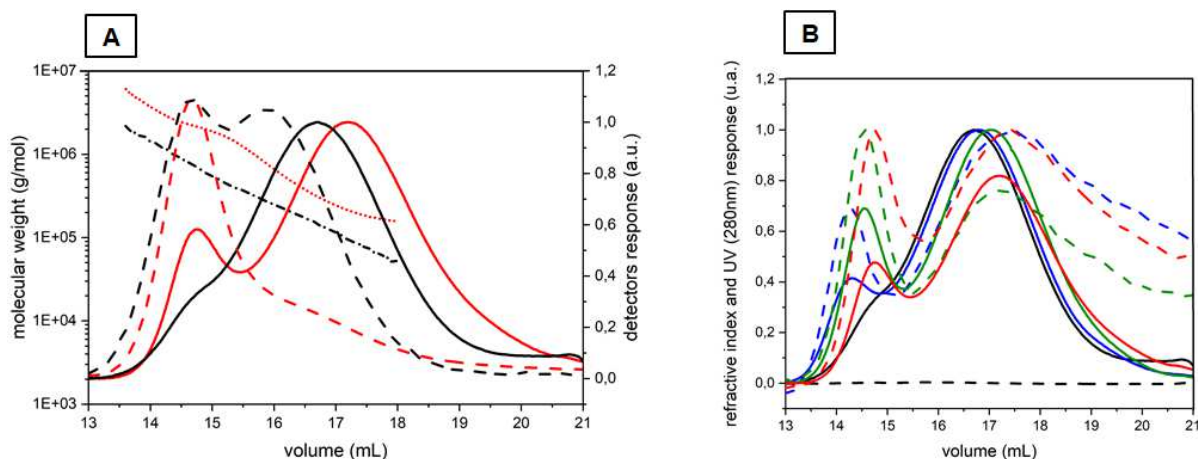 A
B
molecular weight (g/mol)
1E+07
1E+06
1E+05
1E+04
1E+03
13 14 15 16 17 18 19 20 21
volume (mL)
1,2
1,0
0,8
0,6
0,4
0,2
0,0
detectors response (a.u.)
refractive index and UV (280nm) response (u.a.)
1,2
1,0
0,8
0,6
0,4
0,2
0,0
13 14 15 16 17 18 19 20 21
volume (mL)